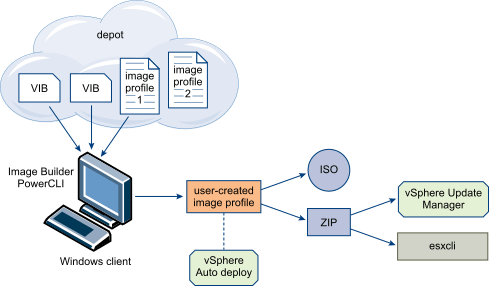 depot
VIB
VIB
image
profile
1
image
profile
2
Image Builder
PowerCLI
Windows client
user-created
image profile
ISO
ZIP
vSphere
Auto deploy
vSphere Update
Manager
esxcli